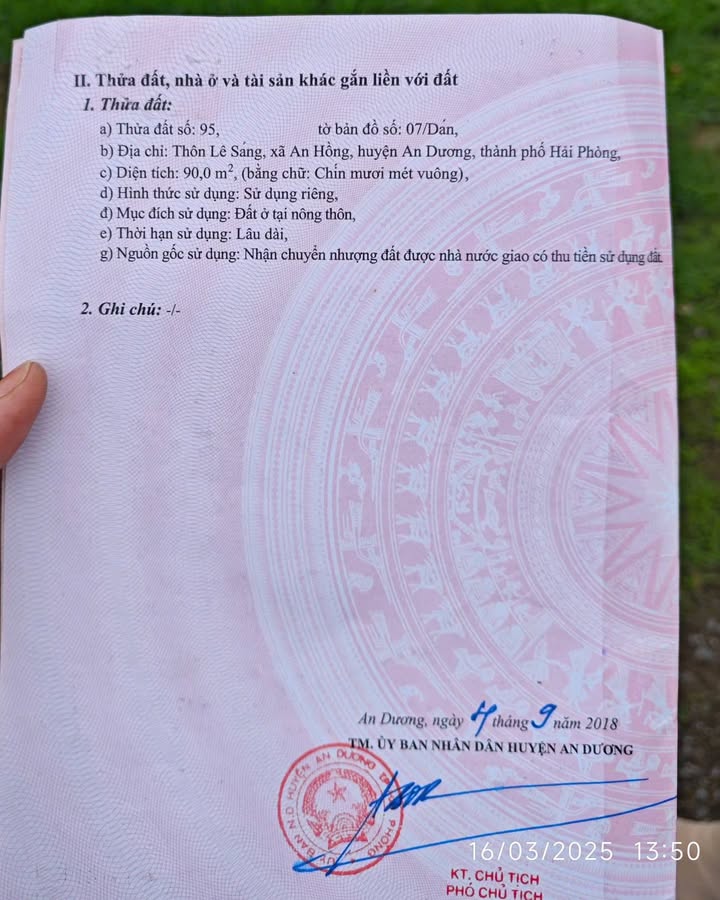 II. Thửa đất, nhà ở và tài sản khác gắn liền với đất
1. Thửa đất:
a) Thửa đất số: 95, tờ bản đồ số: 07/Dán,
b) Địa chỉ: Thôn Lê Sáng, xã An Hồng, huyện An Dương, thành phố Hải Phòng,
c) Diện tích: 90,0 m², (bằng chữ: Chín mươi mét vuông),
d) Hình thức sử dụng: Sử dụng riêng,
đ) Mục đích sử dụng: Đất ở tại nông thôn,
e) Thời hạn sử dụng: Lâu dài,
g) Nguồn gốc sử dụng: Nhận chuyển nhượng đất được nhà nước giao có thu tiền sử dụng đất.
2. Ghi chú: -/-
An Dương, ngày 4 tháng 9 năm 2018
TM. ỦY BAN NHÂN DÂN HUYỆN AN DƯƠNG
BAN N.D HUYỆN AN DƯƠNG
16/03/2025 13:50
KT. CHỦ TỊCH
PHÓ CHỦ TỊCH